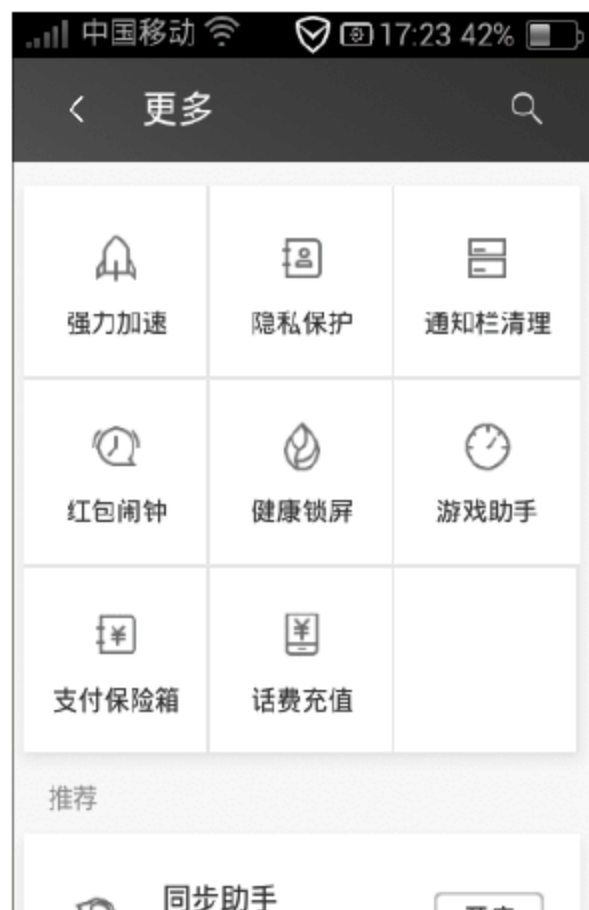 中国移动 17:23 42%
更多
强力加速 隐私保护 通知栏清理
红包闹钟 健康锁屏 游戏助手
支付保险箱 话费充值
推荐
同步助手